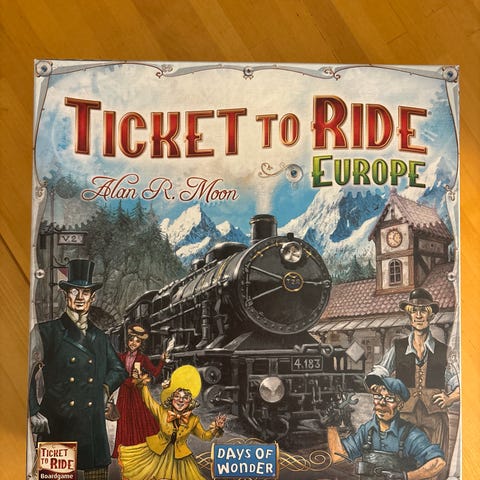 TICKET TO RIDE
EUROPE
Alan R. Moon
4.183
TICKET
TO RIDE
Boardgame
DAYS OF
WONDER